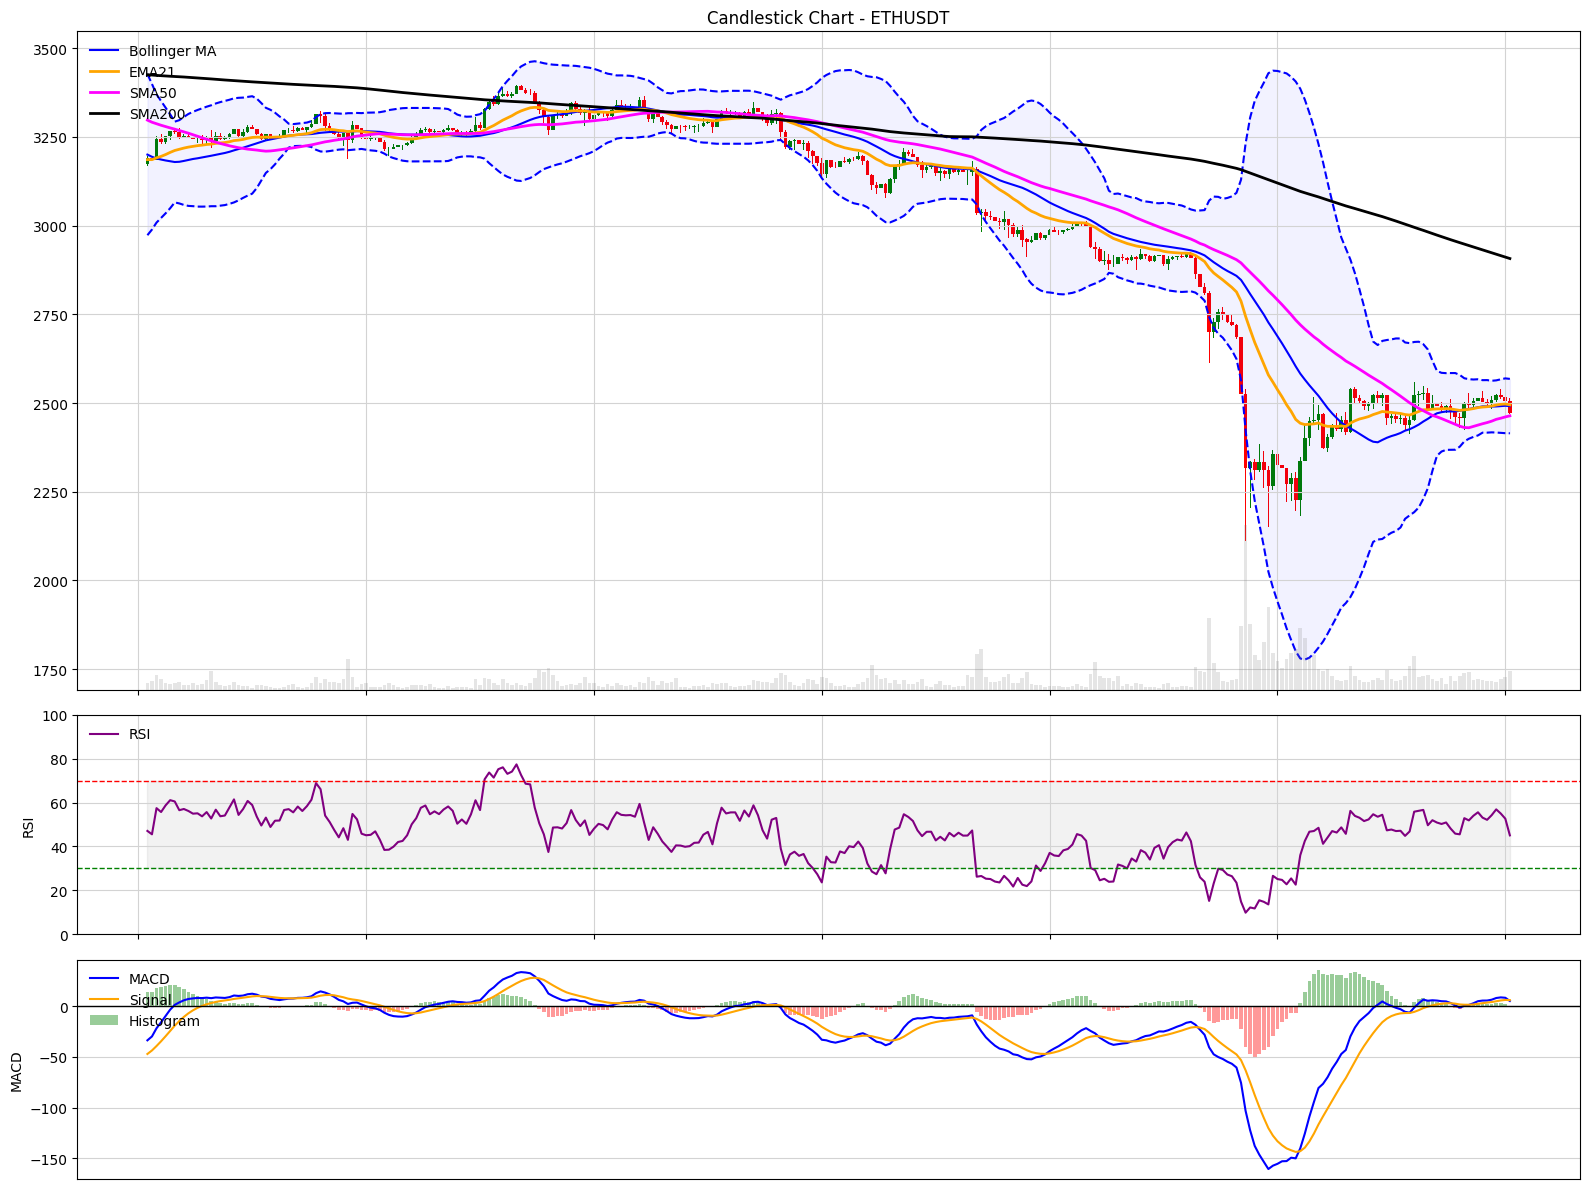 Candlestick Chart - ETHUSDT
3500
3250
3000
2750
2500
2250
2000
1750
Bollinger MA
EMA21
SMA50
SMA200
100
80
60
40
20
0
RSI
RSI
0
−50
−100
−150
MACD
MACD
Signal
Histogram